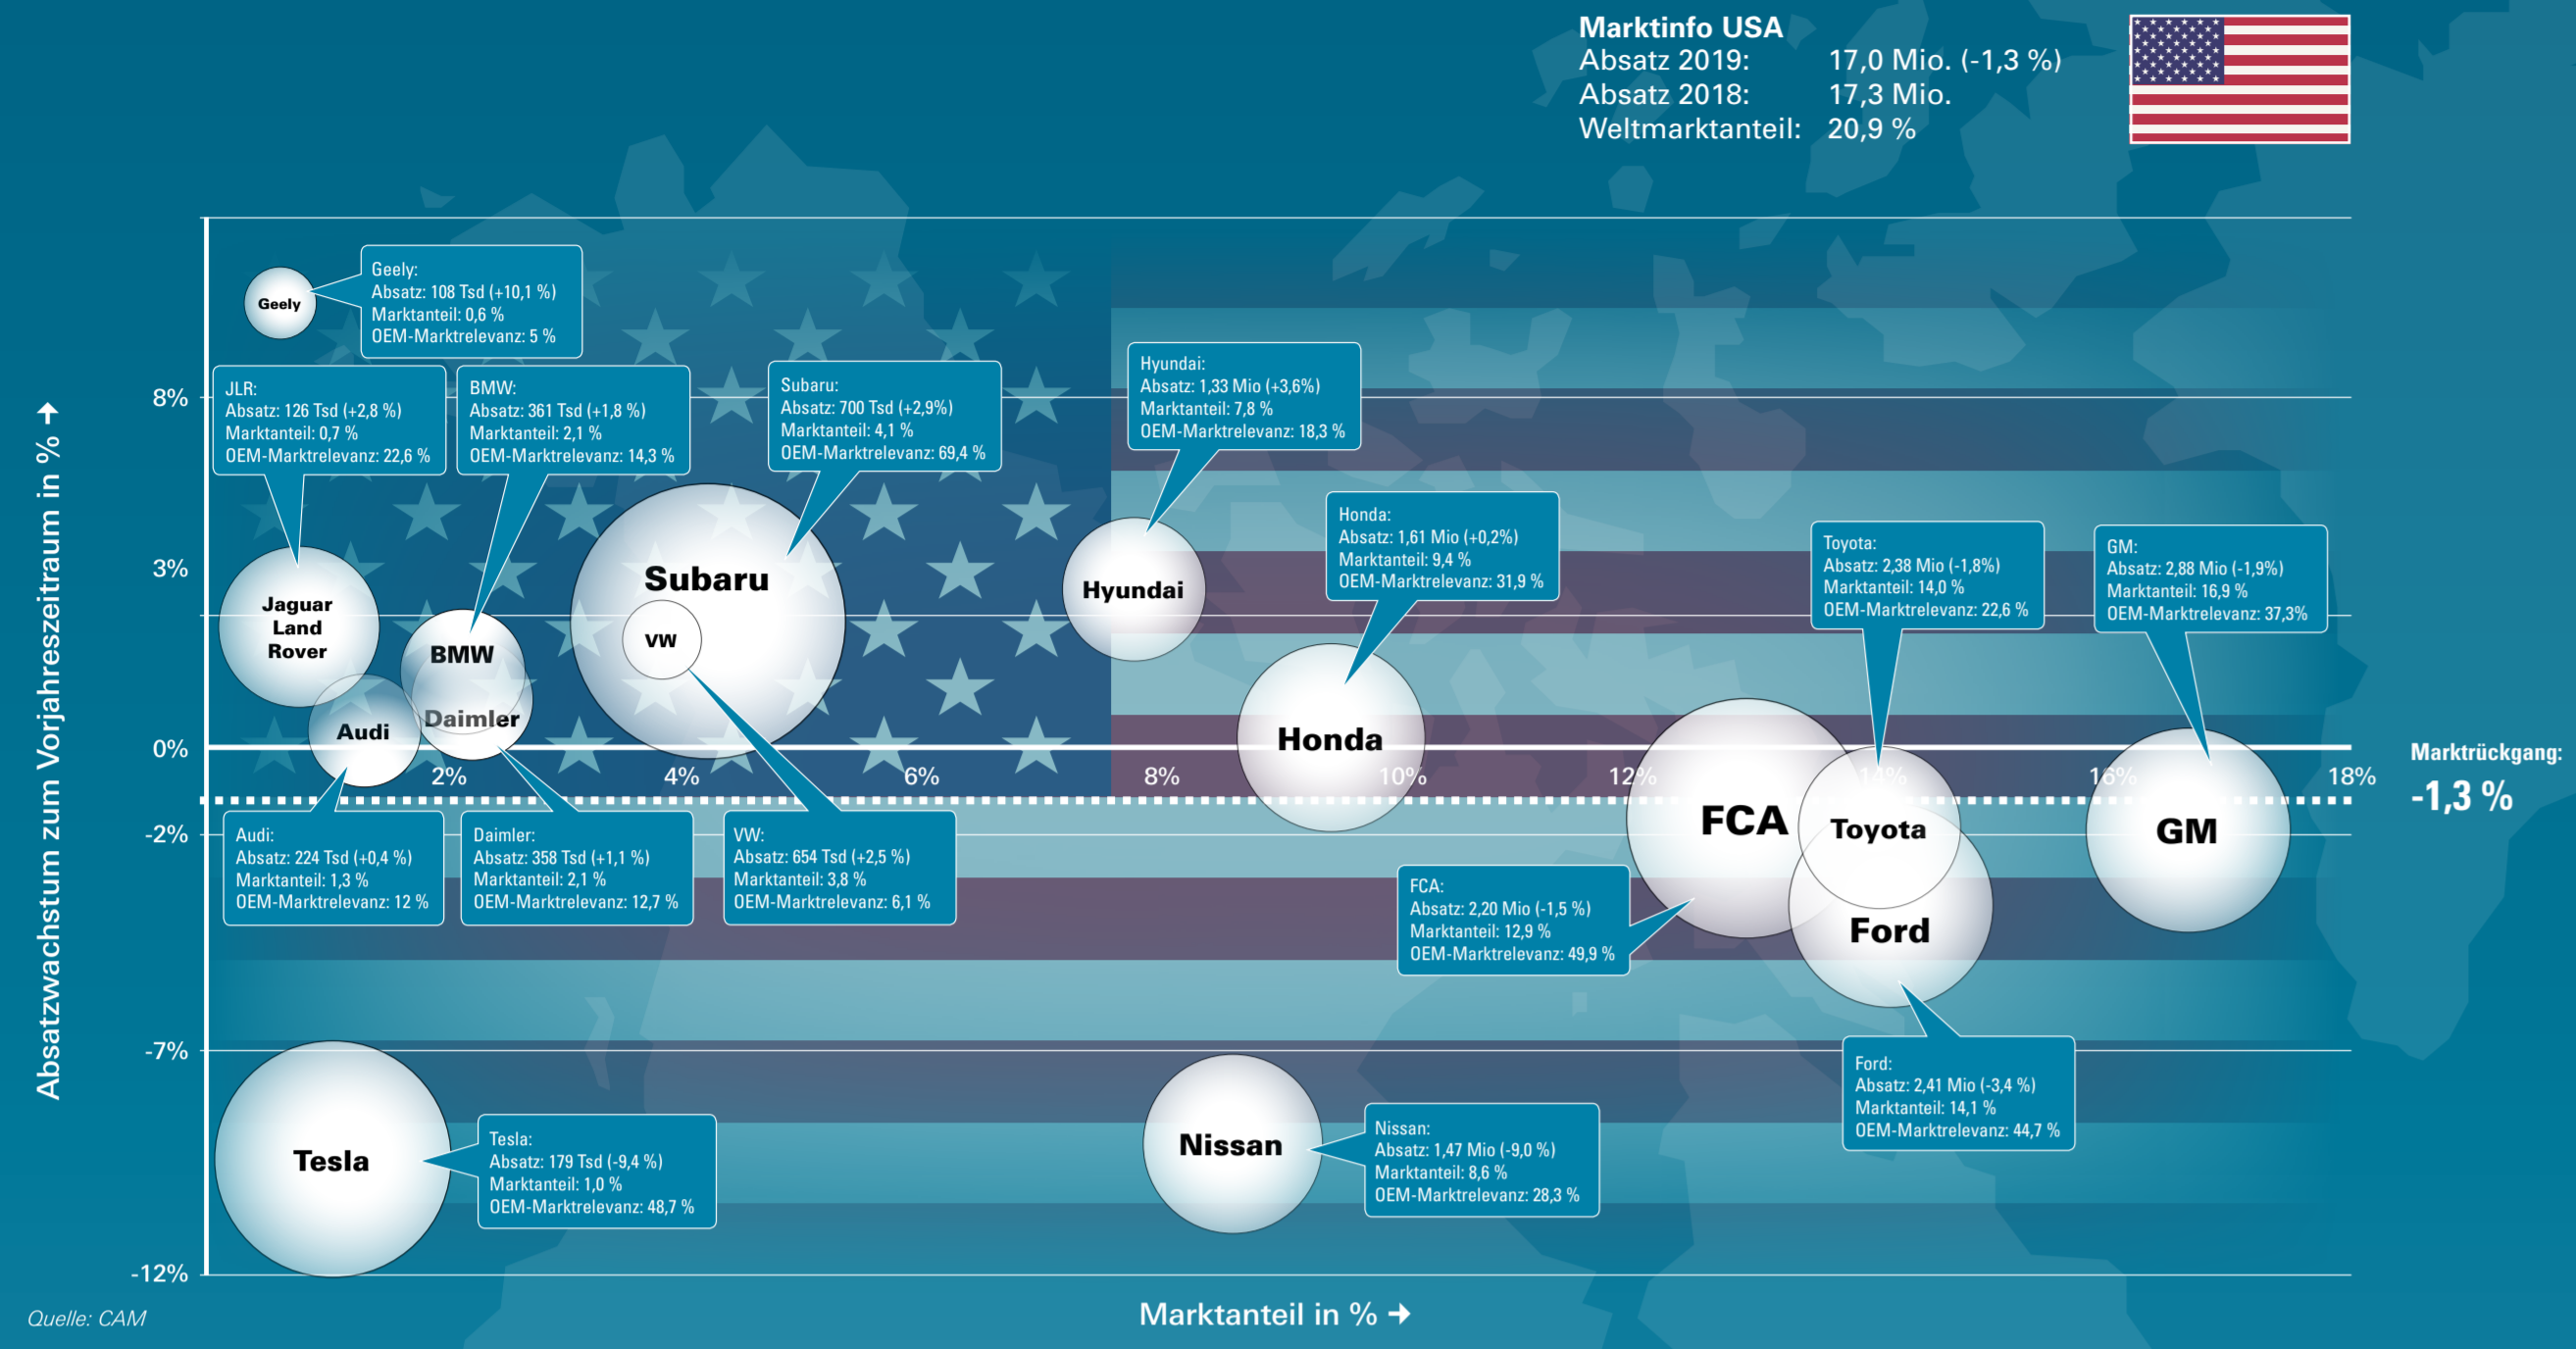 Marktinfo USA
Absatz 2019: 17,0 Mio. (-1,3 %)
Absatz 2018: 17,3 Mio.
Weltmarktanteil: 20,9 %
Absatzwachstum zum Vorjahreszeitraum in % →
8%
3%
0%
-2%
-7%
-12%
Geely
Geely:
Absatz: 108 Tsd (+10,1 %)
Marktanteil: 0,6 %
OEM-Marktrelevanz: 5 %
JLR:
Absatz: 126 Tsd (+2,8 %)
Marktanteil: 0,7 %
OEM-Marktrelevanz: 22,6 %
BMW:
Absatz: 361 Tsd (+1,8 %)
Marktanteil: 2,1 %
OEM-Marktrelevanz: 14,3 %
Subaru:
Absatz: 700 Tsd (+2,9%)
Marktanteil: 4,1 %
OEM-Marktrelevanz: 69,4 %
Hyundai:
Absatz: 1,33 Mio (+3,6%)
Marktanteil: 7,8 %
OEM-Marktrelevanz: 18,3 %
Honda:
Absatz: 1,61 Mio (+0,2%)
Marktanteil: 9,4 %
OEM-Marktrelevanz: 31,9 %
Toyota:
Absatz: 2,38 Mio (-1,8%)
Marktanteil: 14,0 %
OEM-Marktrelevanz: 22,6 %
GM:
Absatz: 2,88 Mio (-1,9%)
Marktanteil: 16,9 %
OEM-Marktrelevanz: 37,3%
Jaguar
Land
Rover
BMW
Audi
Daimler
Subaru
VW
Hyundai
Honda
FCA
Toyota
Ford
GM
2%
4%
6%
8%
10%
12%
14%
16%
18%
Marktrückgang:
-1,3 %
Audi:
Absatz: 224 Tsd (+0,4 %)
Marktanteil: 1,3 %
OEM-Marktrelevanz: 12 %
Daimler:
Absatz: 358 Tsd (+1,1 %)
Marktanteil: 2,1 %
OEM-Marktrelevanz: 12,7 %
VW:
Absatz: 654 Tsd (+2,5 %)
Marktanteil: 3,8 %
OEM-Marktrelevanz: 6,1 %
FCA:
Absatz: 2,20 Mio (-1,5 %)
Marktanteil: 12,9 %
OEM-Marktrelevanz: 49,9 %
Ford:
Absatz: 2,41 Mio (-3,4 %)
Marktanteil: 14,1 %
OEM-Marktrelevanz: 44,7 %
Tesla
Tesla:
Absatz: 179 Tsd (-9,4 %)
Marktanteil: 1,0 %
OEM-Marktrelevanz: 48,7 %
Nissan
Nissan:
Absatz: 1,47 Mio (-9,0 %)
Marktanteil: 8,6 %
OEM-Marktrelevanz: 28,3 %
Marktanteil in % →
Quelle: CAM